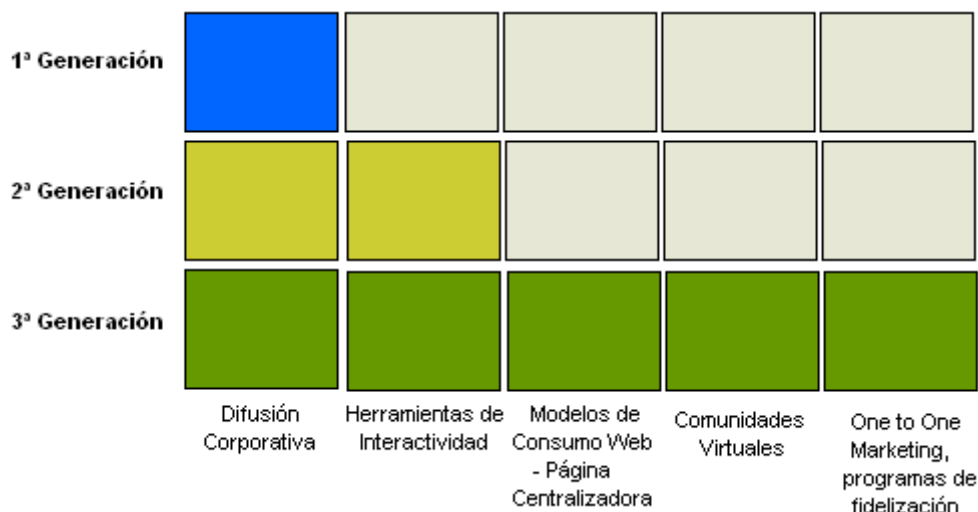 1ª Generación
2ª Generación
3ª Generación
Difusión
Corporativa
Herramientas de
Interactividad
Modelos de
Consumo Web
- Página
Centralizadora
Comunidades
Virtuales
One to One
Marketing,
programas de
fidelización